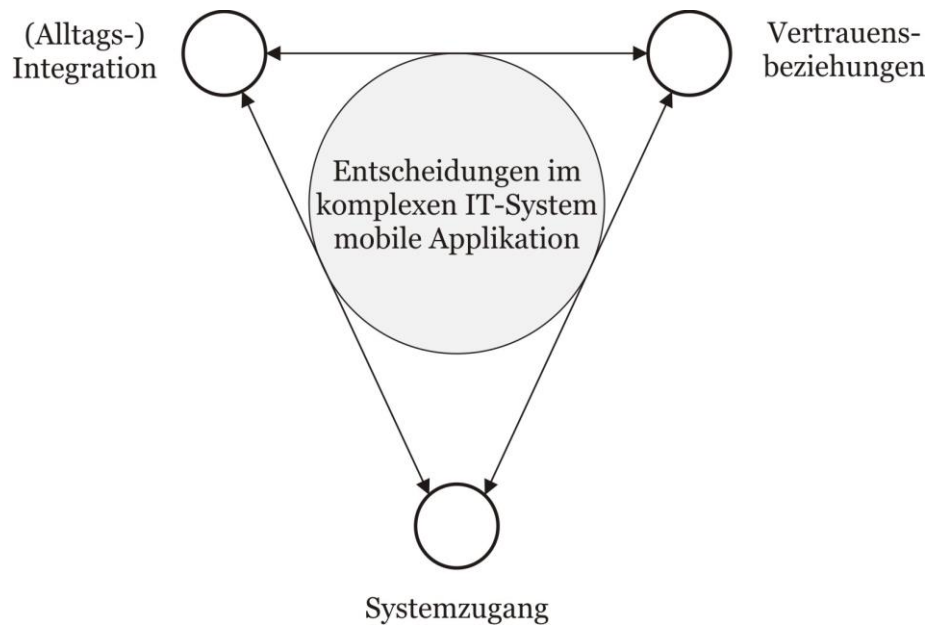 (Alltags-)
Integration
Vertrauens-
beziehungen
Entscheidungen im
komplexen IT-System
mobile Applikation
Systemzugang